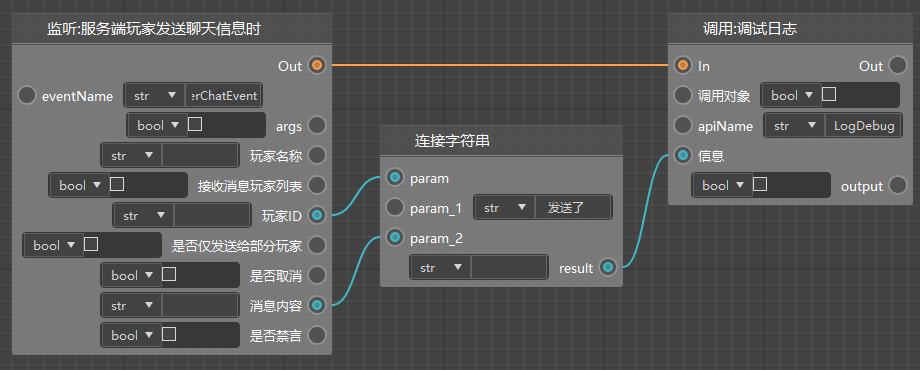 监听:服务端玩家发送聊天信息时
Out
eventName str erChatEvent
bool args
str 玩家名称
bool 接收消息玩家列表
str 玩家ID
bool 是否仅发送给部分玩家
bool 是否取消
str 消息内容
bool 是否禁言
连接字符串
param
param_1 str 发送了
param_2
str result
调用:调试日志
In Out
调用对象 bool
apiName str LogDebug
信息
bool output